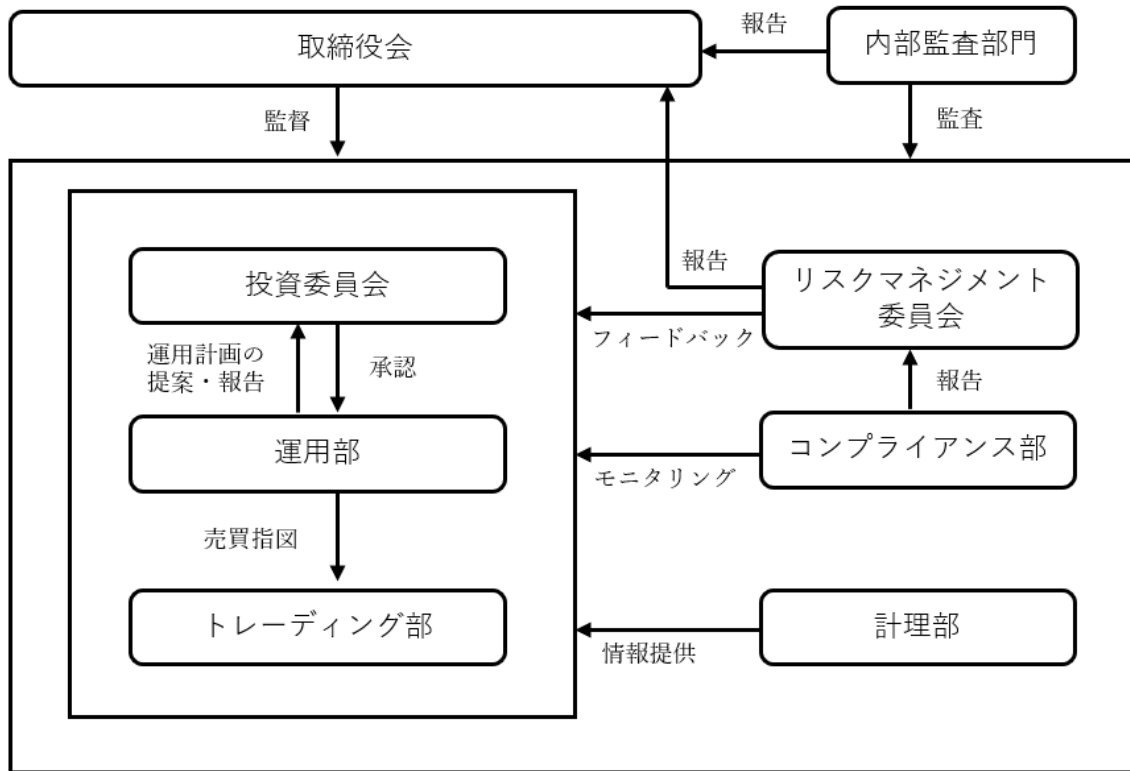 取締役会
報告
内部監査部門
監督
監査
投資委員会
報告
リスクマネジメント
委員会
フィードバック
運用計画の
提案・報告
承認
報告
運用部
コンプライアンス部
モニタリング
売買指図
トレーディング部
計理部
情報提供